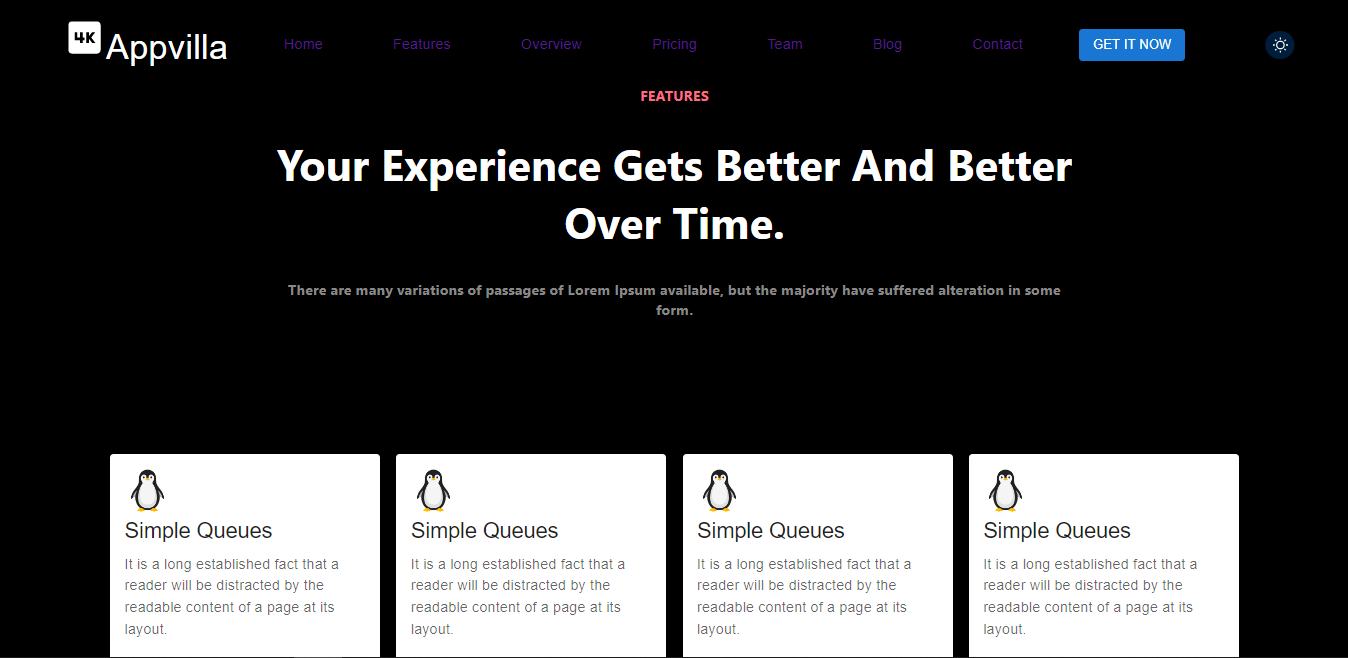 4K Appvilla Home Features Overview Pricing Team Blog Contact GET IT NOW
FEATURES
Your Experience Gets Better And Better
Over Time.
There are many variations of passages of Lorem Ipsum available, but the majority have suffered alteration in some
form.
Simple Queues
It is a long established fact that a
reader will be distracted by the
readable content of a page at its
layout.
Simple Queues
It is a long established fact that a
reader will be distracted by the
readable content of a page at its
layout.
Simple Queues
It is a long established fact that a
reader will be distracted by the
readable content of a page at its
layout.
Simple Queues
It is a long established fact that a
reader will be distracted by the
readable content of a page at its
layout.